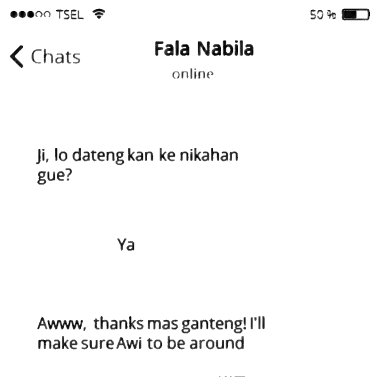 TSEL 50 %
Chats Fala Nabila
online
Ji, lo dateng kan ke nikahan
gue?
Ya
Awww, thanks mas ganteng! I'll
make sure Awi to be around